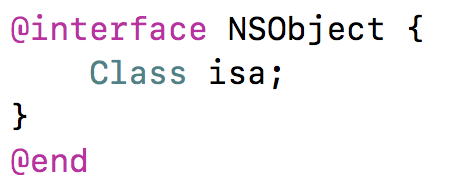 @interface NSObject {
    Class isa;
}
@end